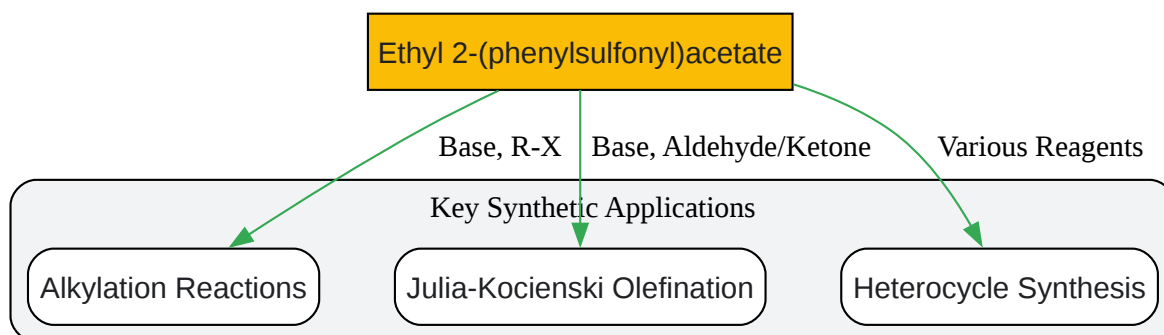 Ethyl 2-(phenylsulfonyl)acetate
Base, R-X
Base, Aldehyde/Ketone
Various Reagents
Key Synthetic Applications
Alkylation Reactions
Julia-Kocienski Olefination
Heterocycle Synthesis